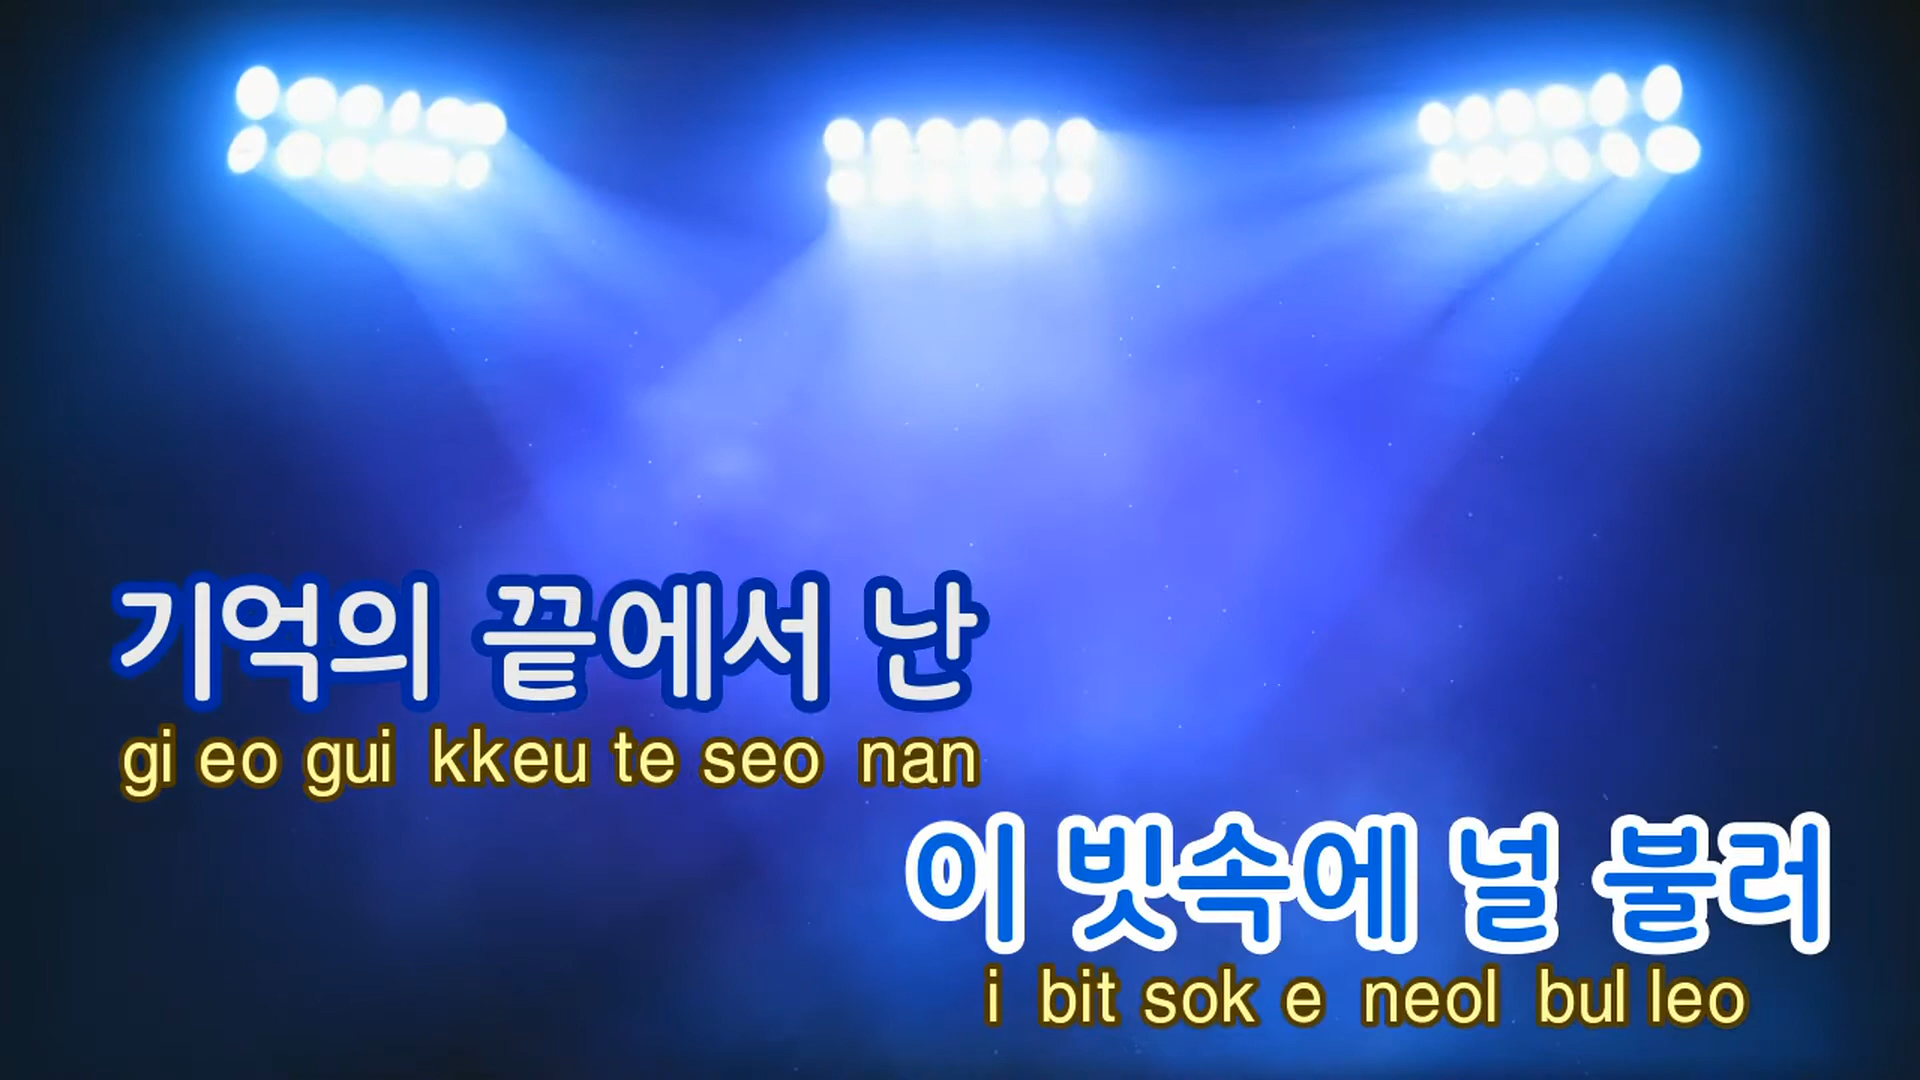 기억의 끝에서 난
gi eo gui kkeu te seo nan
이 빗속에 널 불러
i bit sok e neol bul leo